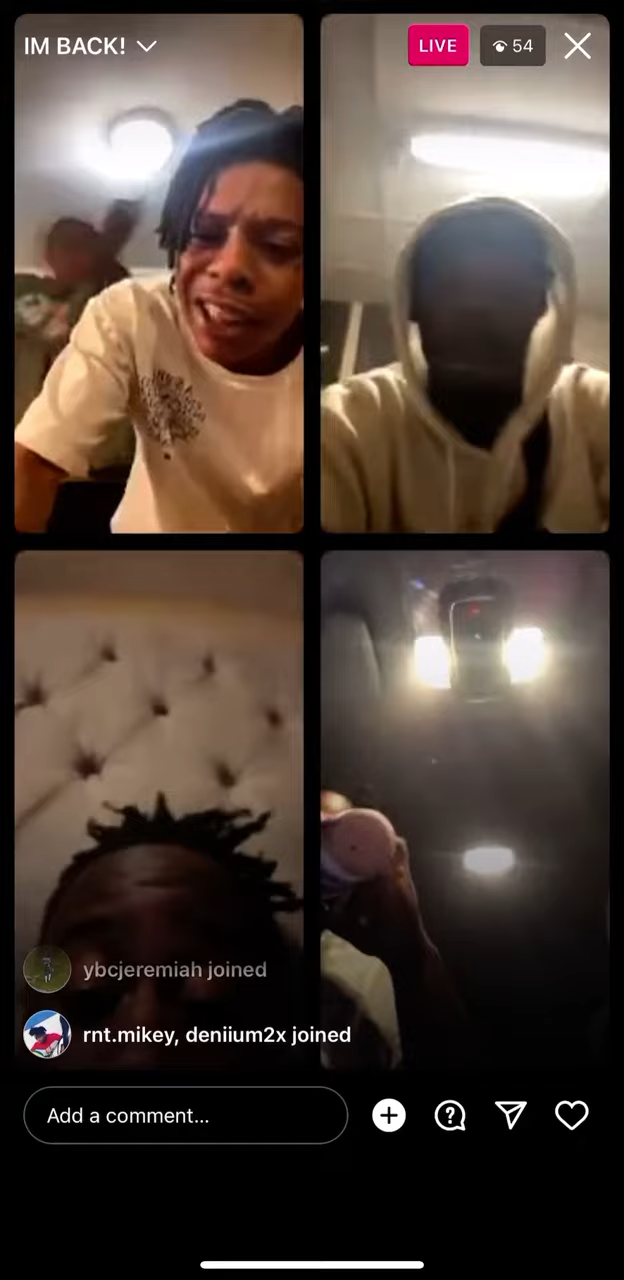 IM BACK!
LIVE
54
ybcjeremiah joined
rnt.mikey, deniium2x joined
Add a comment...